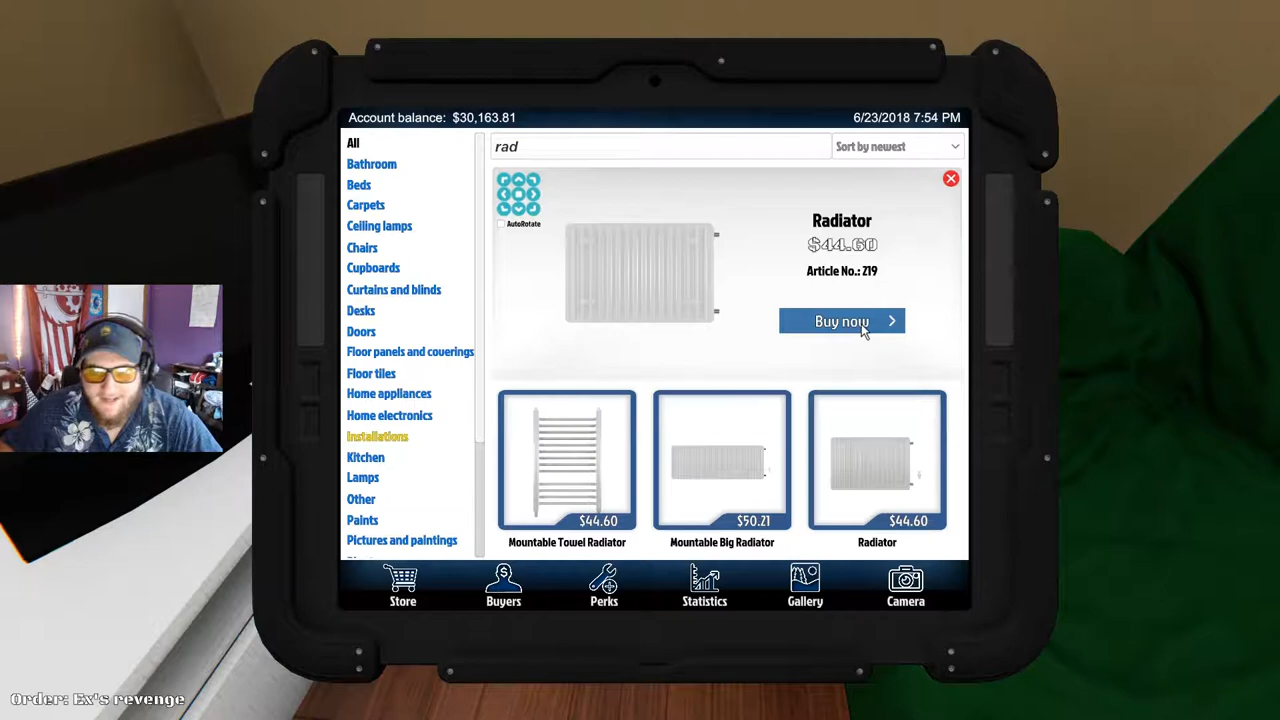 Account balance: $30,163.81
6/23/2018 7:54 PM
All
Bathroom
Beds
Carpets
Ceiling lamps
Chairs
Cupboards
Curtains and blinds
Desks
Doors
Floor panels and coverings
Floor tiles
Home appliances
Home electronics
Installations
Kitchen
Lamps
Other
Paints
Pictures and paintings
rad
Sort by newest
AutoRotate
Radiator
$44.60
Article No.: Z19
Buy now
$44.60
Mountable Towel Radiator
$50.21
Mountable Big Radiator
$44.60
Radiator
Store
Buyers
Perks
Statistics
Gallery
Camera
Order: Ex's revenge